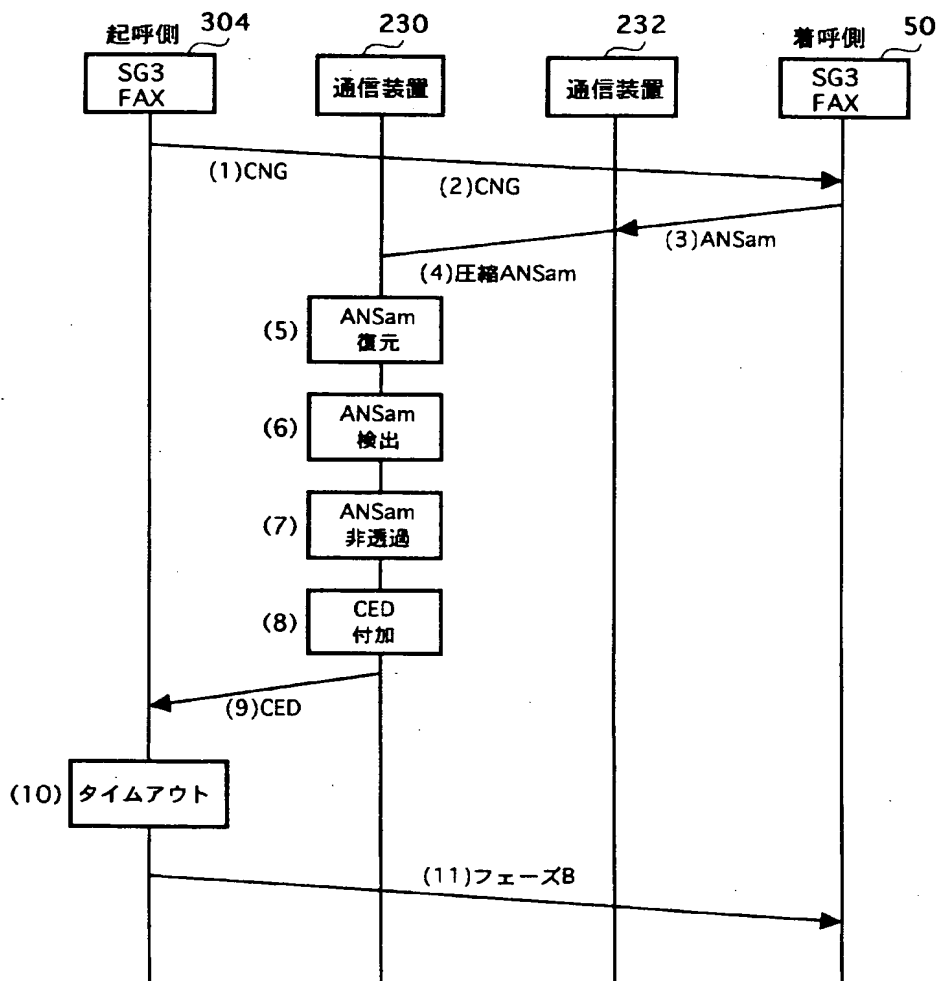 起呼側 304
SG3
FAX
230
通信装置
232
通信装置
着呼側 50
SG3
FAX
(1)CNG
(2)CNG
(3)ANSam
(4)圧縮ANSam
(5) ANSam
復元
(6) ANSam
検出
(7) ANSam
非透過
(8) CED
付加
(9)CED
(10) タイムアウト
(11)フェーズB